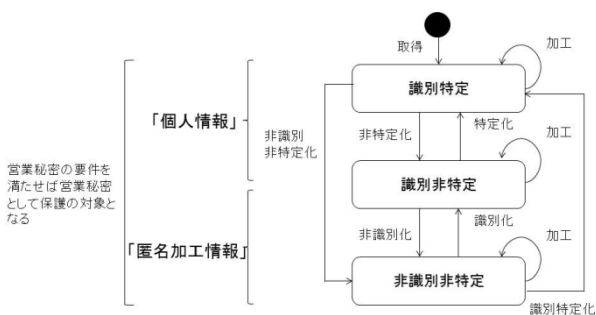 取得
加工
識別特定
「個人情報」
非識別
非特定化
非特定化
特定化
加工
営業秘密の要件を
満たせば営業秘密
として保護の対象と
なる
識別非特定
非識別化
識別化
「匿名加工情報」
加工
非識別非特定
識別特定化